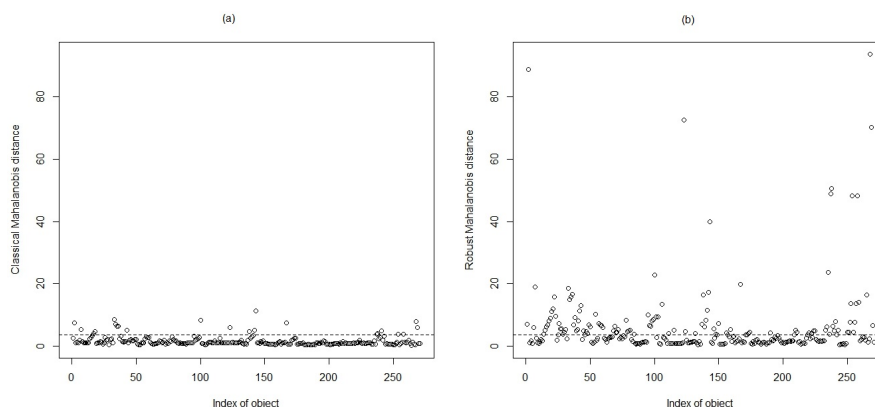 (a)
Classical Mahalanobis distance
80
60
40
20
0
0 50 100 150 200 250
Index of object
(b)
Robust Mahalanobis distance
80
60
40
20
0
0 50 100 150 200 250
Index of object